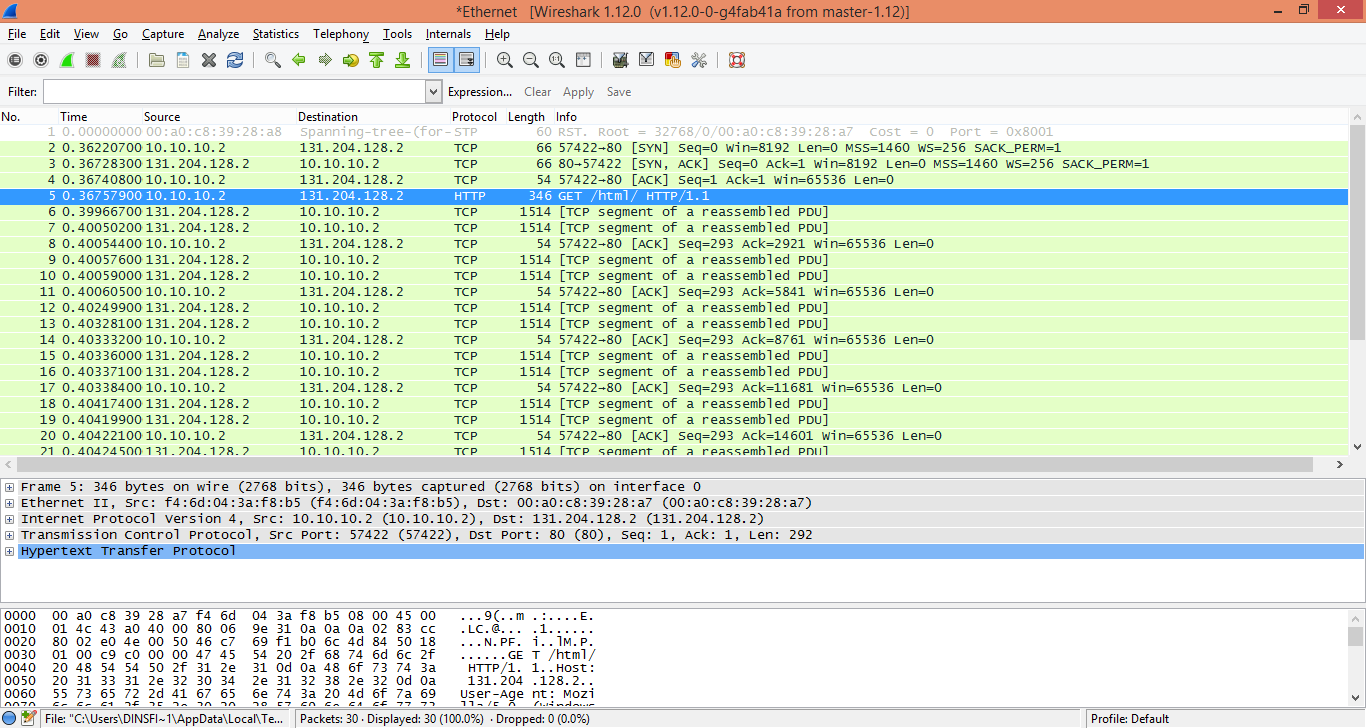 *Ethernet [Wireshark 1.12.0 (v1.12.0-0-g4fab41a from master-1.12)]
File Edit View Go Capture Analyze Statistics Telephony Tools Internals Help
Filter: Expression... Clear Apply Save
No. Time Source Destination Protocol Length Info
1 0.00000000 00:a0:c8:39:28:a8 Spanning-tree-(for- STP 60 RST. Root = 32768/0/00:a0:c8:39:28:a7 Cost = 0 Port = 0x8001
2 0.36220700 10.10.10.2 131.204.128.2 TCP 66 57422→80 [SYN] Seq=0 Win=8192 Len=0 MSS=1460 WS=256 SACK_PERM=1
3 0.36728300 131.204.128.2 10.10.10.2 TCP 66 80→57422 [SYN, ACK] Seq=0 Ack=1 Win=8192 Len=0 MSS=1460 WS=256 SACK_PERM=1
4 0.36740800 10.10.10.2 131.204.128.2 TCP 54 57422→80 [ACK] Seq=1 Ack=1 Win=65536 Len=0
5 0.36757900 10.10.10.2 131.204.128.2 HTTP 346 GET /html/ HTTP/1.1
6 0.39966700 131.204.128.2 10.10.10.2 TCP 1514 [TCP segment of a reassembled PDU]
7 0.40050200 131.204.128.2 10.10.10.2 TCP 1514 [TCP segment of a reassembled PDU]
8 0.40054400 10.10.10.2 131.204.128.2 TCP 54 57422→80 [ACK] Seq=293 Ack=2921 Win=65536 Len=0
9 0.40057600 131.204.128.2 10.10.10.2 TCP 1514 [TCP segment of a reassembled PDU]
10 0.40059000 131.204.128.2 10.10.10.2 TCP 1514 [TCP segment of a reassembled PDU]
11 0.40060500 10.10.10.2 131.204.128.2 TCP 54 57422→80 [ACK] Seq=293 Ack=5841 Win=65536 Len=0
12 0.40249900 131.204.128.2 10.10.10.2 TCP 1514 [TCP segment of a reassembled PDU]
13 0.40328100 131.204.128.2 10.10.10.2 TCP 1514 [TCP segment of a reassembled PDU]
14 0.40333200 10.10.10.2 131.204.128.2 TCP 54 57422→80 [ACK] Seq=293 Ack=8761 Win=65536 Len=0
15 0.40336000 131.204.128.2 10.10.10.2 TCP 1514 [TCP segment of a reassembled PDU]
16 0.40337100 131.204.128.2 10.10.10.2 TCP 1514 [TCP segment of a reassembled PDU]
17 0.40338400 10.10.10.2 131.204.128.2 TCP 54 57422→80 [ACK] Seq=293 Ack=11681 Win=65536 Len=0
18 0.40417400 131.204.128.2 10.10.10.2 TCP 1514 [TCP segment of a reassembled PDU]
19 0.40419900 131.204.128.2 10.10.10.2 TCP 1514 [TCP segment of a reassembled PDU]
20 0.40422100 10.10.10.2 131.204.128.2 TCP 54 57422→80 [ACK] Seq=293 Ack=14601 Win=65536 Len=0
21 0.40424500 131.204.128.2 10.10.10.2 TCP 1514 [TCP segment of a reassembled PDU]
Frame 5: 346 bytes on wire (2768 bits), 346 bytes captured (2768 bits) on interface 0
Ethernet II, Src: f4:6d:04:3a:f8:b5 (f4:6d:04:3a:f8:b5), Dst: 00:a0:c8:39:28:a7 (00:a0:c8:39:28:a7)
Internet Protocol Version 4, Src: 10.10.10.2 (10.10.10.2), Dst: 131.204.128.2 (131.204.128.2)
Transmission Control Protocol, Src Port: 57422 (57422), Dst Port: 80 (80), Seq: 1, Ack: 1, Len: 292
Hypertext Transfer Protocol
0000 00 a0 c8 39 28 a7 f4 6d 04 3a f8 b5 08 00 45 00 ...9(..m .:....E.
0010 01 4c 43 a0 40 00 80 06 9e 31 0a 0a 0a 02 83 cc .LC.@... .1......
0020 80 02 e0 4e 00 50 46 c7 69 f1 b0 6c 4d 84 50 18 ...N.PF. i..lM.P.
0030 01 00 c9 c0 00 00 47 45 54 20 2f 68 74 6d 6c 2f ......GE T /html/
0040 20 48 54 54 50 2f 31 2e 31 0d 0a 48 6f 73 74 3a HTTP/1. 1..Host:
0050 20 31 33 31 2e 32 30 34 2e 31 32 38 2e 32 0d 0a 131.204 .128.2..
0060 55 73 65 72 2d 41 67 65 6e 74 3a 20 4d 6f 7a 69 User-Age nt: Mozi
File: "C:\Users\DINSFI~1\AppData\Local\Te... Packets: 30 · Displayed: 30 (100.0%) · Dropped: 0 (0.0%) Profile: Default